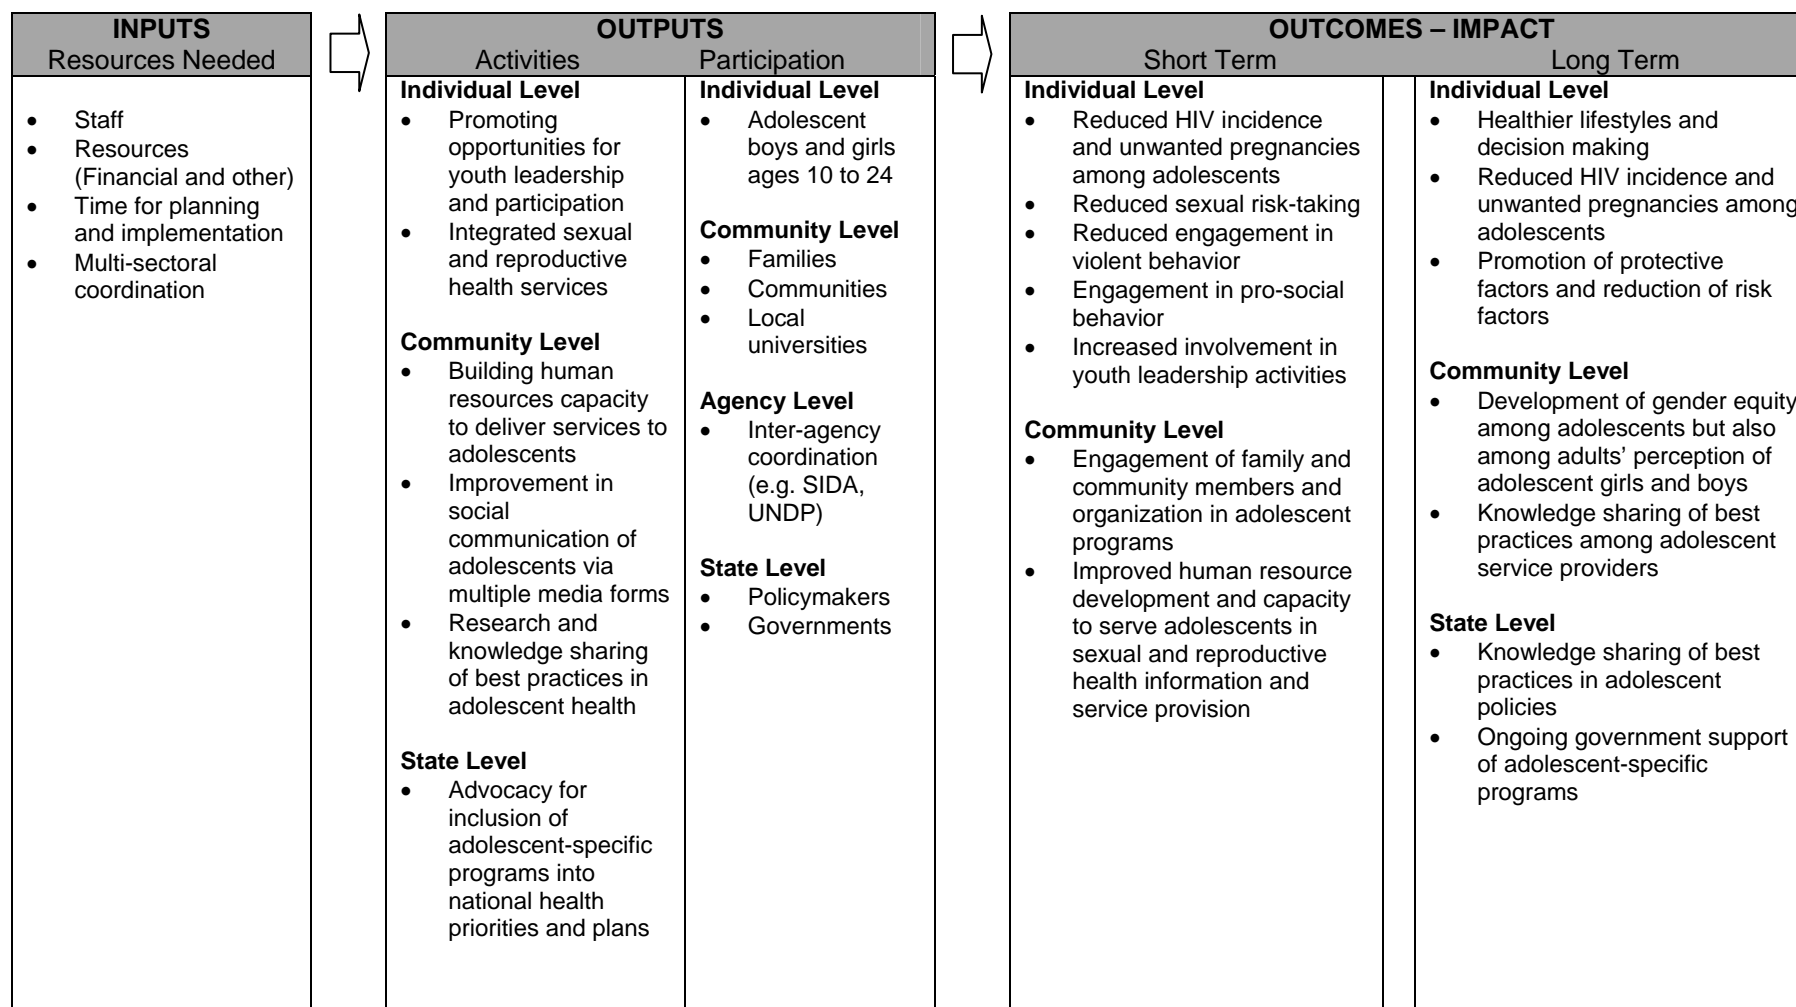 INPUTS
Resources Needed
• Staff
• Resources
(Financial and other)
• Time for planning
and implementation
• Multi-sectoral
coordination
OUTPUTS
Activities
Individual Level
• Promoting
opportunities for
youth leadership
and participation
• Integrated sexual
and reproductive
health services
Community Level
• Building human
resources capacity
to deliver services to
adolescents
• Improvement in
social
communication of
adolescents via
multiple media forms
• Research and
knowledge sharing
of best practices in
adolescent health
State Level
• Advocacy for
inclusion of
adolescent-specific
programs into
national health
priorities and plans
Participation
Individual Level
• Adolescent
boys and girls
ages 10 to 24
Community Level
• Families
• Communities
• Local
universities
Agency Level
• Inter-agency
coordination
(e.g. SIDA,
UNDP)
State Level
• Policymakers
• Governments
OUTCOMES – IMPACT
Short Term
Individual Level
• Reduced HIV incidence
and unwanted pregnancies
among adolescents
• Reduced sexual risk-taking
• Reduced engagement in
violent behavior
• Engagement in pro-social
behavior
• Increased involvement in
youth leadership activities
Community Level
• Engagement of family and
community members and
organization in adolescent
programs
• Improved human resource
development and capacity
to serve adolescents in
sexual and reproductive
health information and
service provision
Long Term
Individual Level
• Healthier lifestyles and
decision making
• Reduced HIV incidence and
unwanted pregnancies among
adolescents
• Promotion of protective
factors and reduction of risk
factors
Community Level
• Development of gender equity
among adolescents but also
among adults’ perception of
adolescent girls and boys
• Knowledge sharing of best
practices among adolescent
service providers
State Level
• Knowledge sharing of best
practices in adolescent
policies
• Ongoing government support
of adolescent-specific
programs